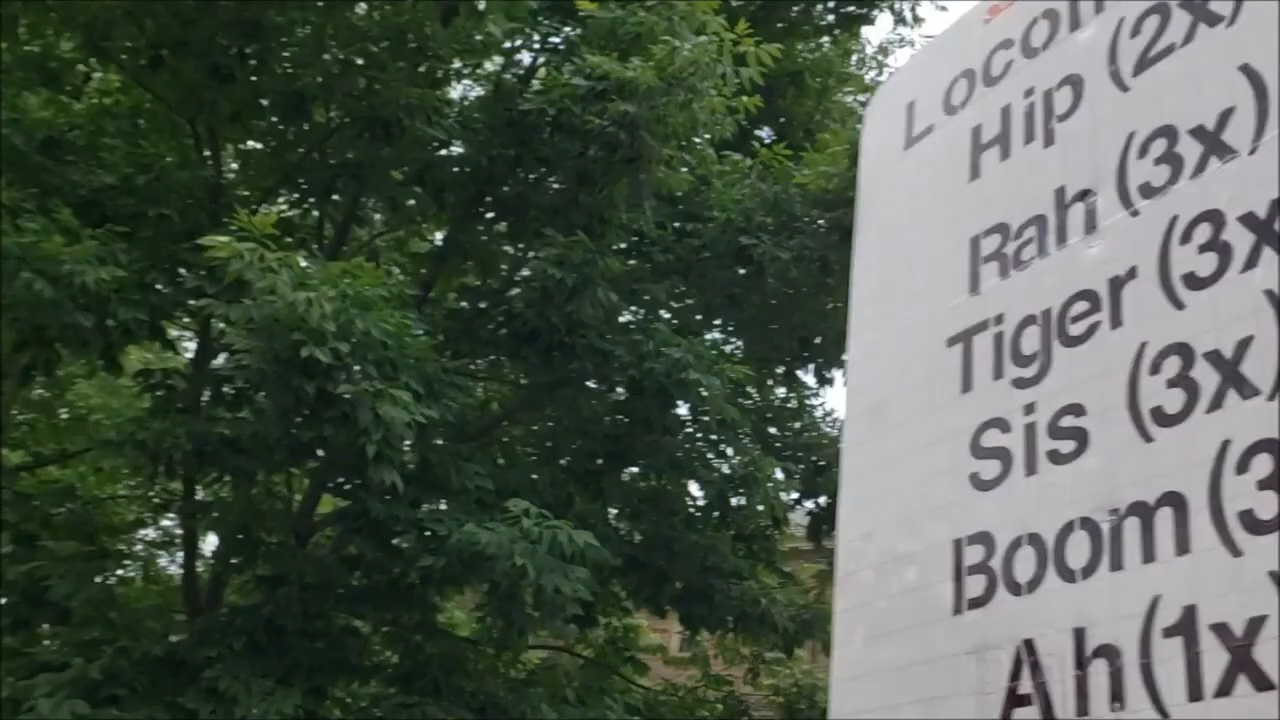 Hip (2x)
Rah (3x)
Tiger (3x
Sis (3x)
Boom (3
Ah (1x)